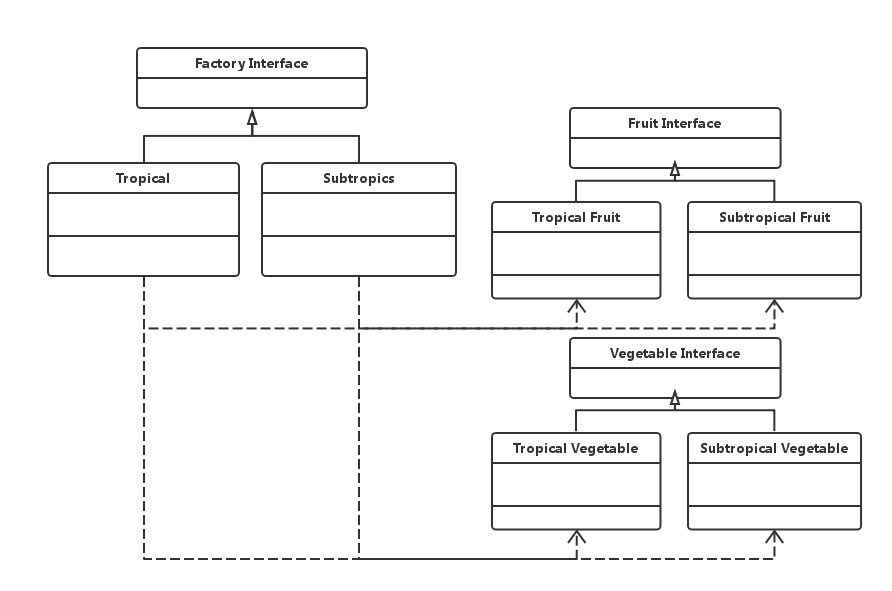 Factory Interface
Tropical
Subtropics
Fruit Interface
Tropical Fruit
Subtropical Fruit
Vegetable Interface
Tropical Vegetable
Subtropical Vegetable